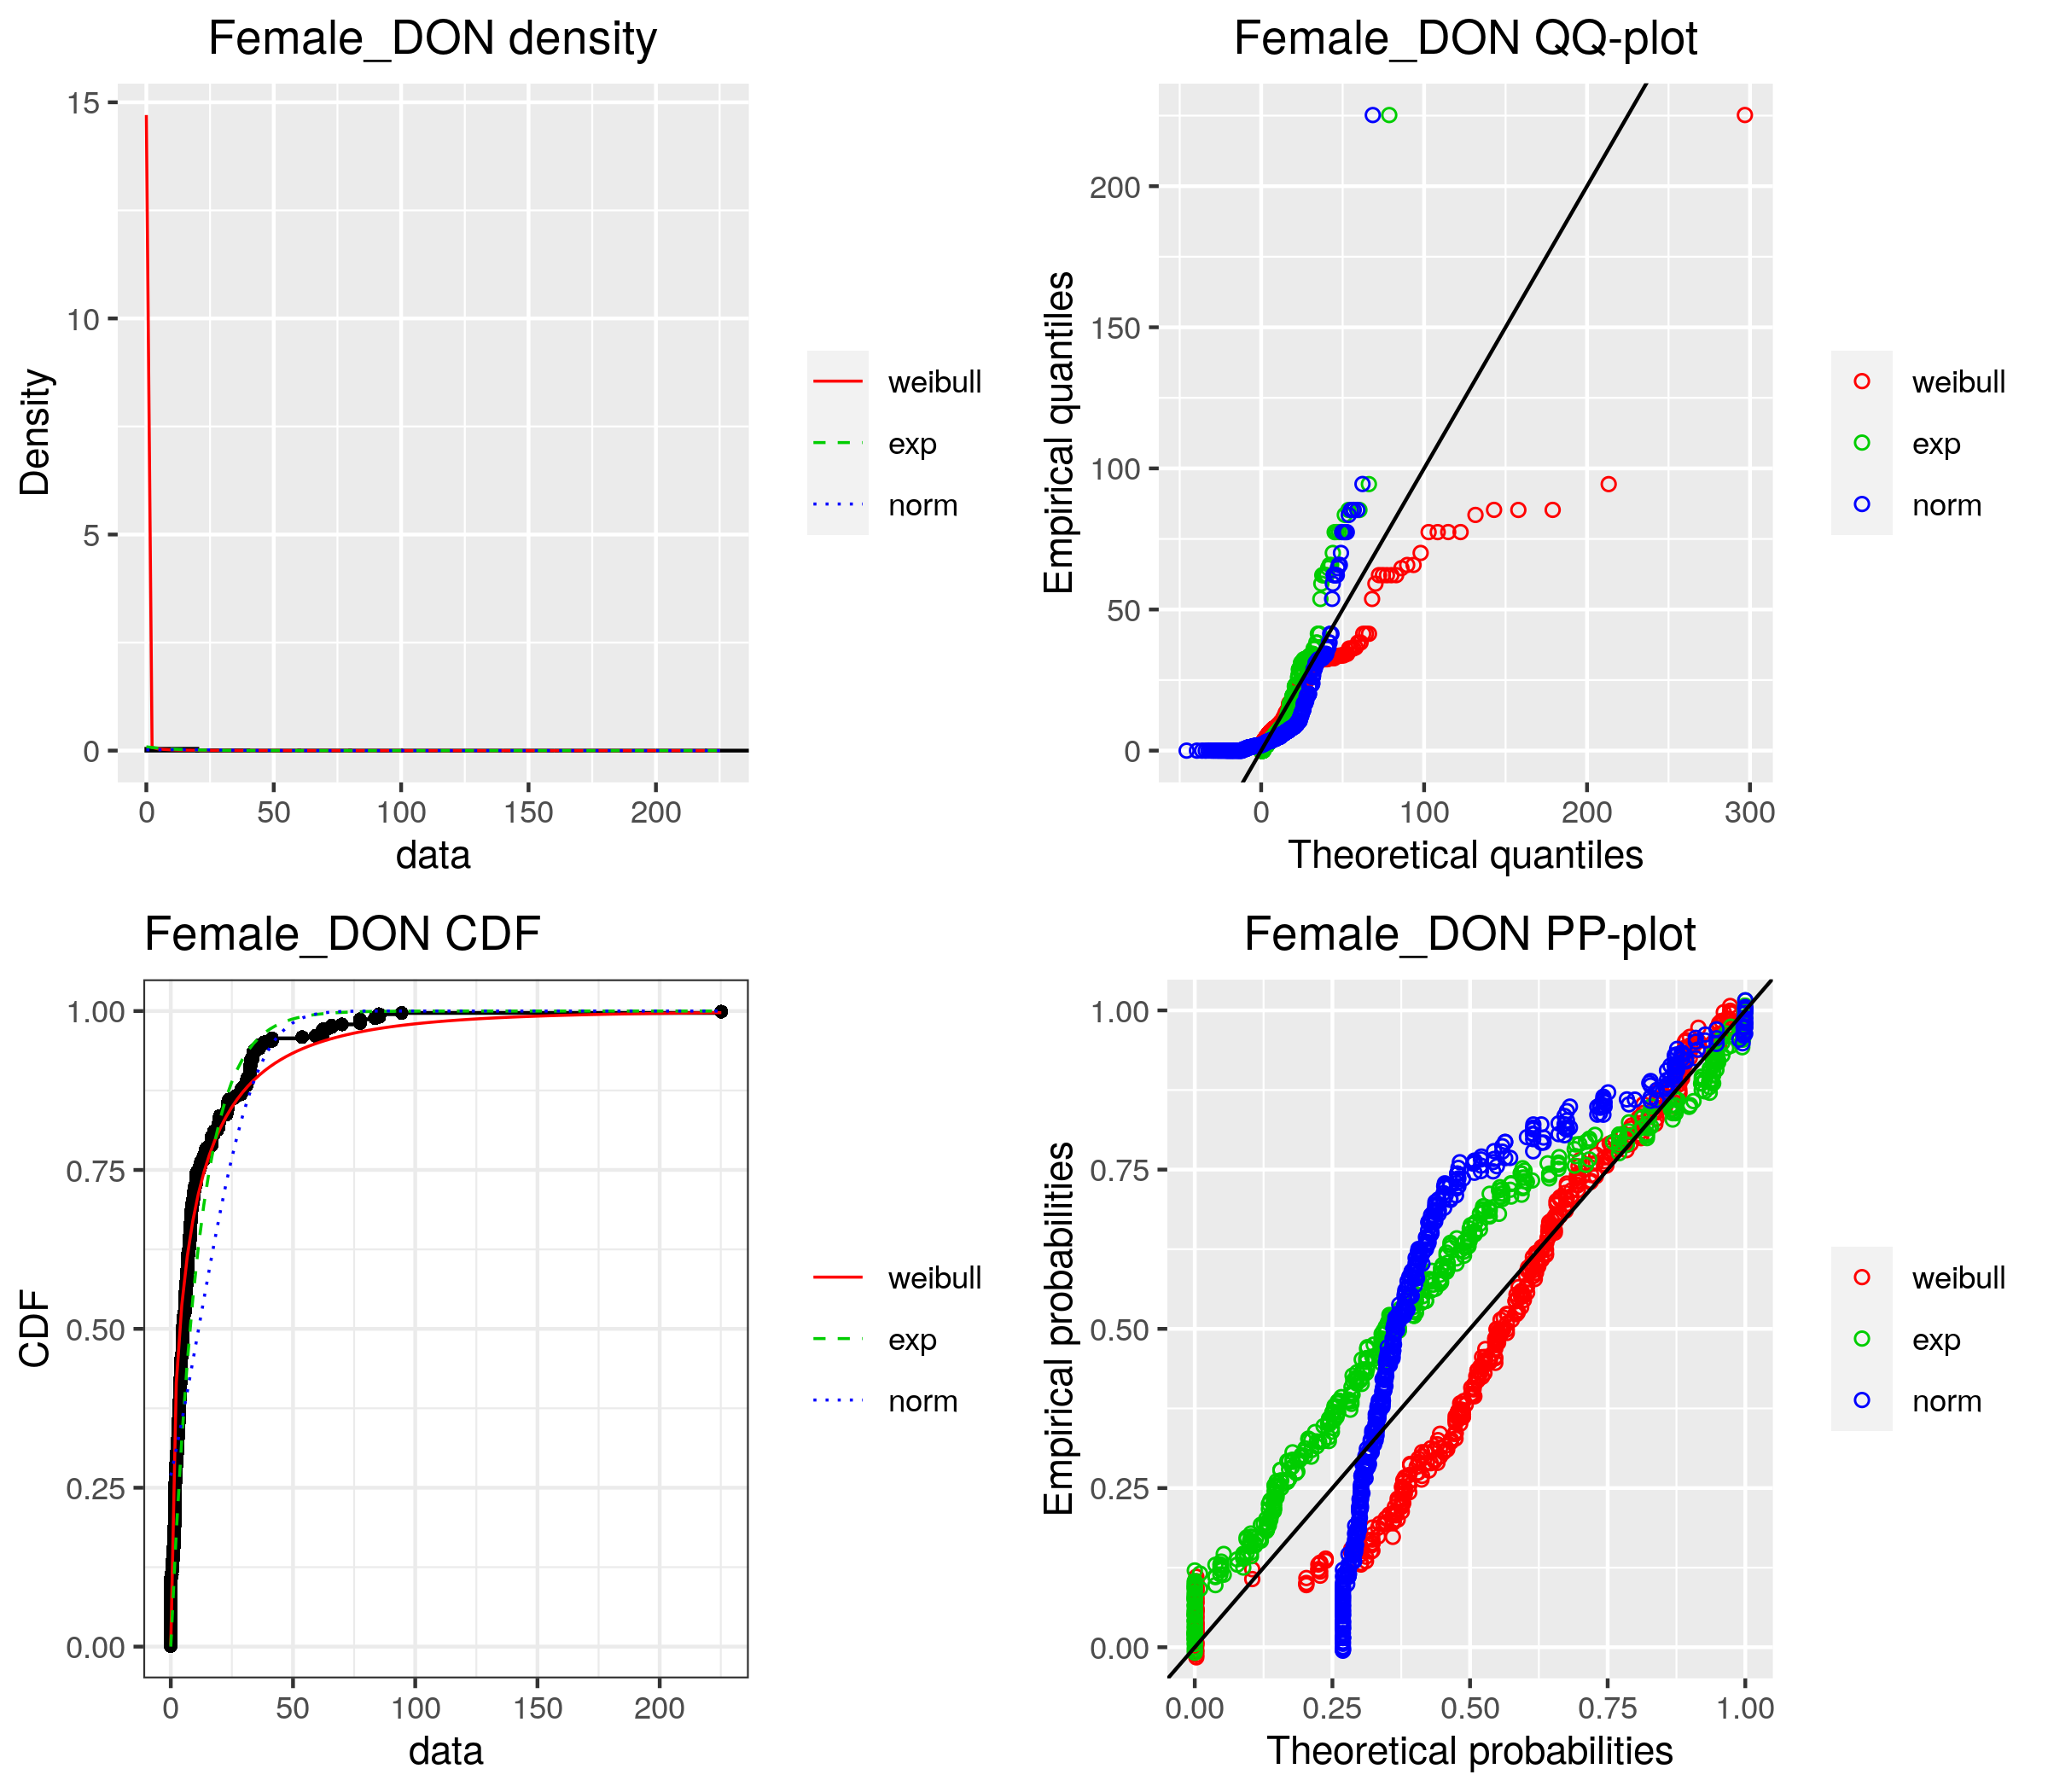 Female_DON density
15
10
5
0
Density
0 50 100 150 200
data
weibull
exp
norm
Female_DON QQ-plot
200
150
100
50
0
Empirical quantiles
0 100 200 300
Theoretical quantiles
weibull
exp
norm
Female_DON CDF
1.00
0.75
0.50
0.25
0.00
CDF
0 50 100 150 200
data
weibull
exp
norm
Female_DON PP-plot
1.00
0.75
0.50
0.25
0.00
Empirical probabilities
0.00 0.25 0.50 0.75 1.00
Theoretical probabilities
weibull
exp
norm